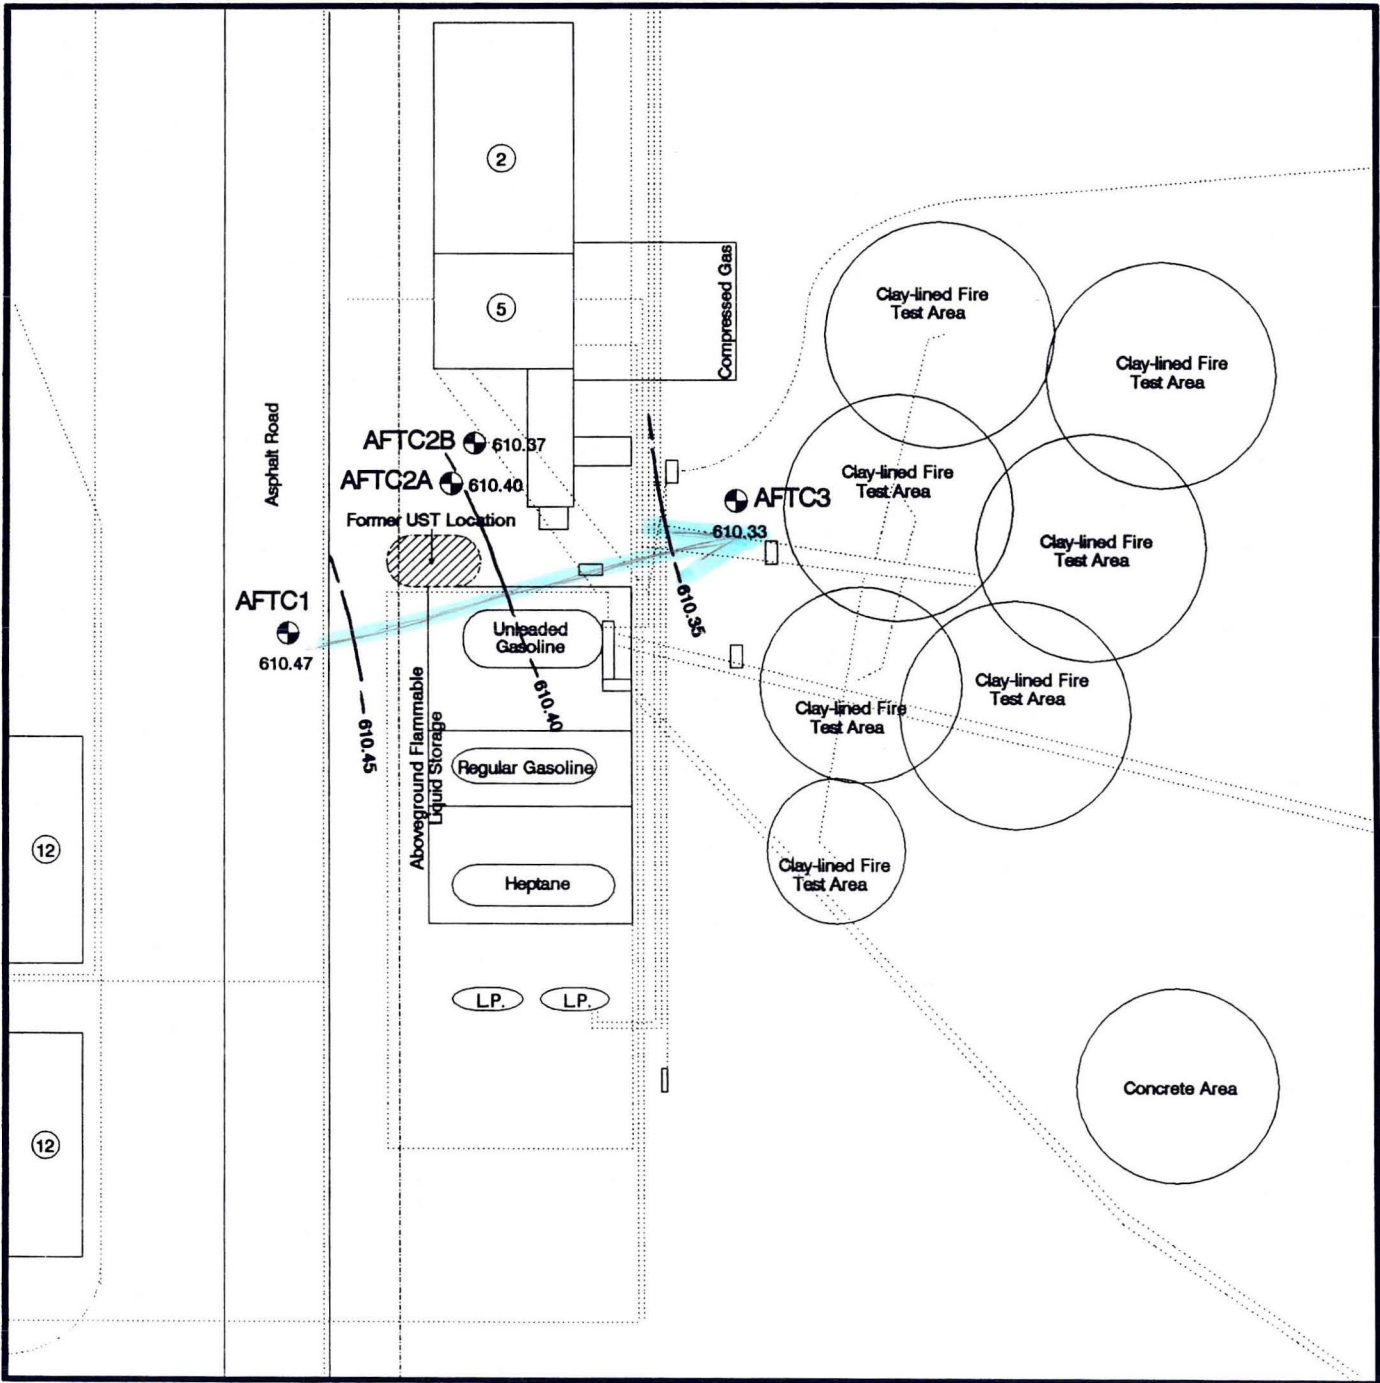 2
5
Compressed Gas
Clay-lined Fire
Test Area
Clay-lined Fire
Test Area
Asphalt Road
AFTC2B
610.37
AFTC2A
610.40
Former UST Location
Clay-lined Fire
Test Area
AFTC3
610.33
Clay-lined Fire
Test Area
AFTC1
610.47
610.35
Unleaded
Gasoline
610.40
610.45
Clay-lined Fire
Test Area
Clay-lined Fire
Test Area
Aboveground Flammable
Liquid Storage
Regular Gasoline
12
Heptane
Clay-lined Fire
Test Area
L.P.
L.P.
Concrete Area
12